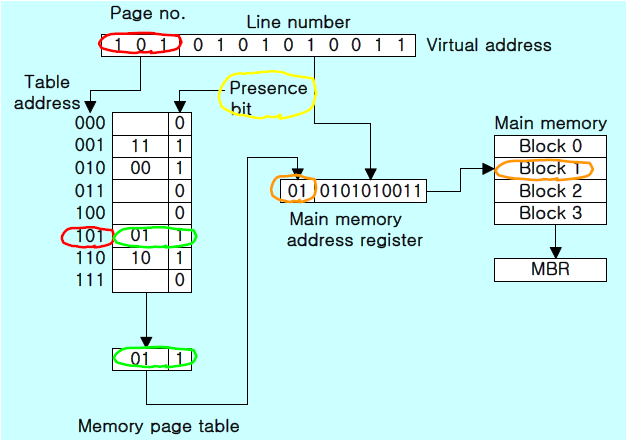 Page no.
Line number
1 0 1 0 1 0 1 0 1 0 0 1 1
Virtual address
Table
address
Presence
bit
000 0
001 11 1
010 00 1
011 0
100 0
101 01 1
110 10 1
111 0
01 0101010011
Main memory
address register
Main memory
Block 0
Block 1
Block 2
Block 3
MBR
01 1
Memory page table